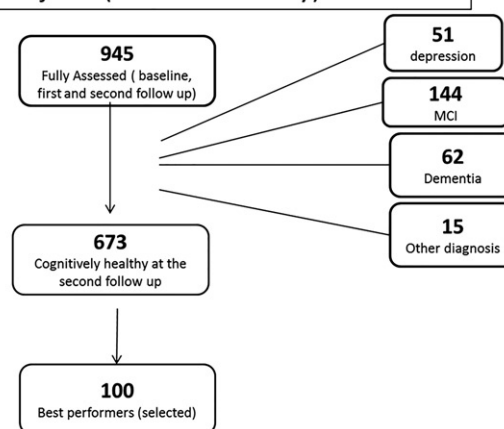 945
Fully Assessed ( baseline,
first and second follow up)
51
depression
144
MCI
62
Dementia
15
Other diagnosis
673
Cognitively healthy at the
second follow up
100
Best performers (selected)